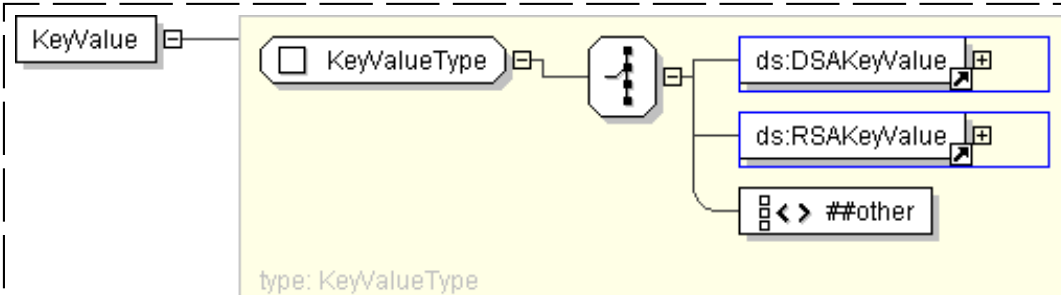 KeyValue
KeyValueType
ds:DSAKeyValue
ds:RSAKeyValue
##other
type: KeyValueType